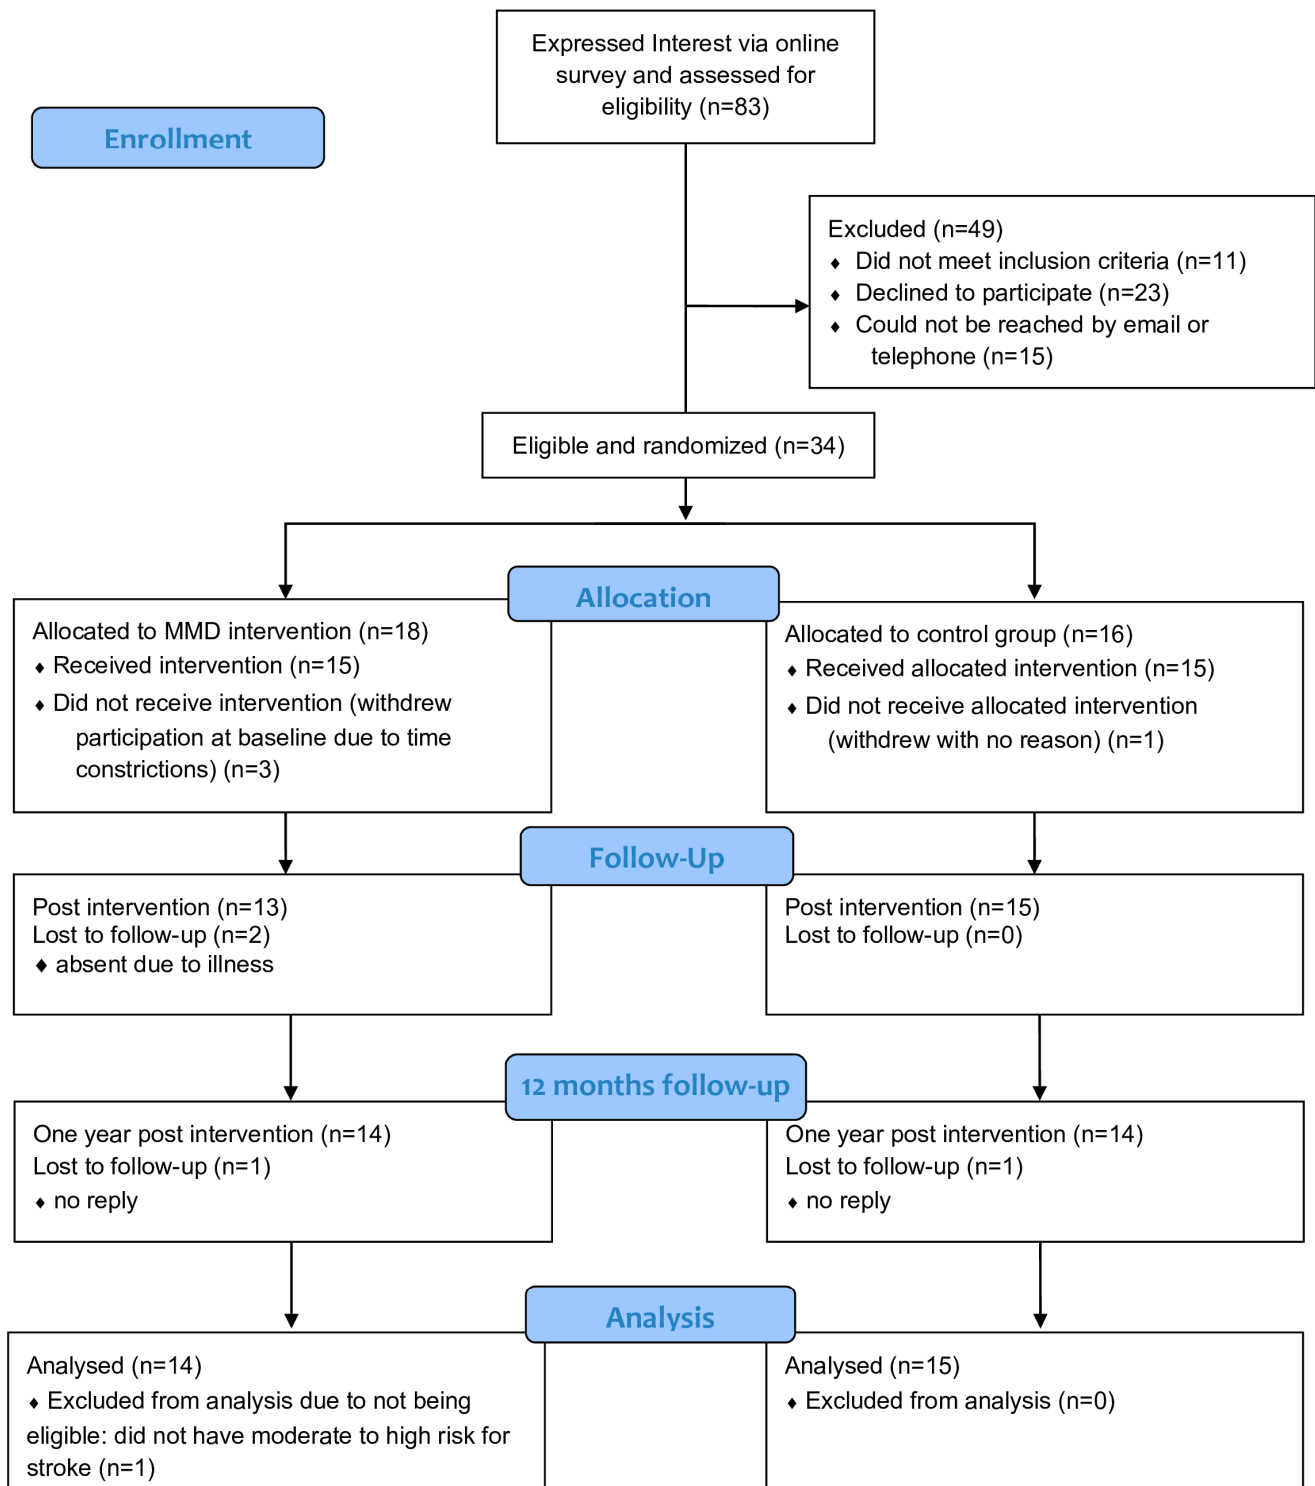 Expressed Interest via online
survey and assessed for
eligibility (n=83)
Enrollment
Excluded (n=49)
♦ Did not meet inclusion criteria (n=11)
♦ Declined to participate (n=23)
♦ Could not be reached by email or
telephone (n=15)
Eligible and randomized (n=34)
Allocation
Allocated to MMD intervention (n=18)
♦ Received intervention (n=15)
♦ Did not receive intervention (withdrew
participation at baseline due to time
constrictions) (n=3)
Allocated to control group (n=16)
♦ Received allocated intervention (n=15)
♦ Did not receive allocated intervention
(withdrew with no reason) (n=1)
Follow-Up
Post intervention (n=13)
Lost to follow-up (n=2)
♦ absent due to illness
Post intervention (n=15)
Lost to follow-up (n=0)
12 months follow-up
One year post intervention (n=14)
Lost to follow-up (n=1)
♦ no reply
One year post intervention (n=14)
Lost to follow-up (n=1)
♦ no reply
Analysis
Analysed (n=14)
♦ Excluded from analysis due to not being
eligible: did not have moderate to high risk for
stroke (n=1)
Analysed (n=15)
♦ Excluded from analysis (n=0)